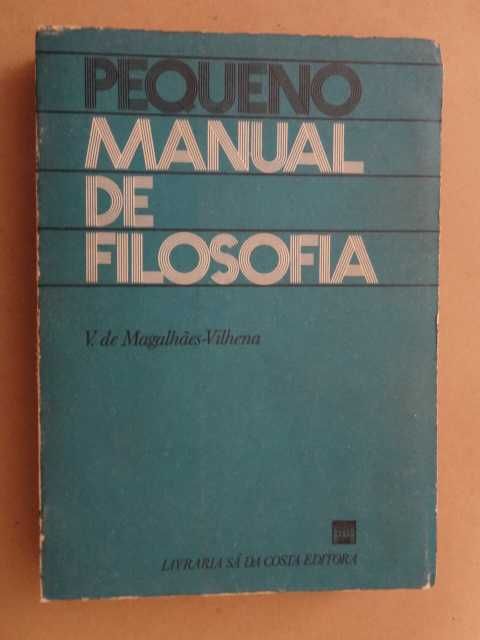 PEQUENO
MANUAL
DE
FILOSOFIA
V. de Magalhães-Vilhena
LIVRARIA SÁ DA COSTA EDITORA